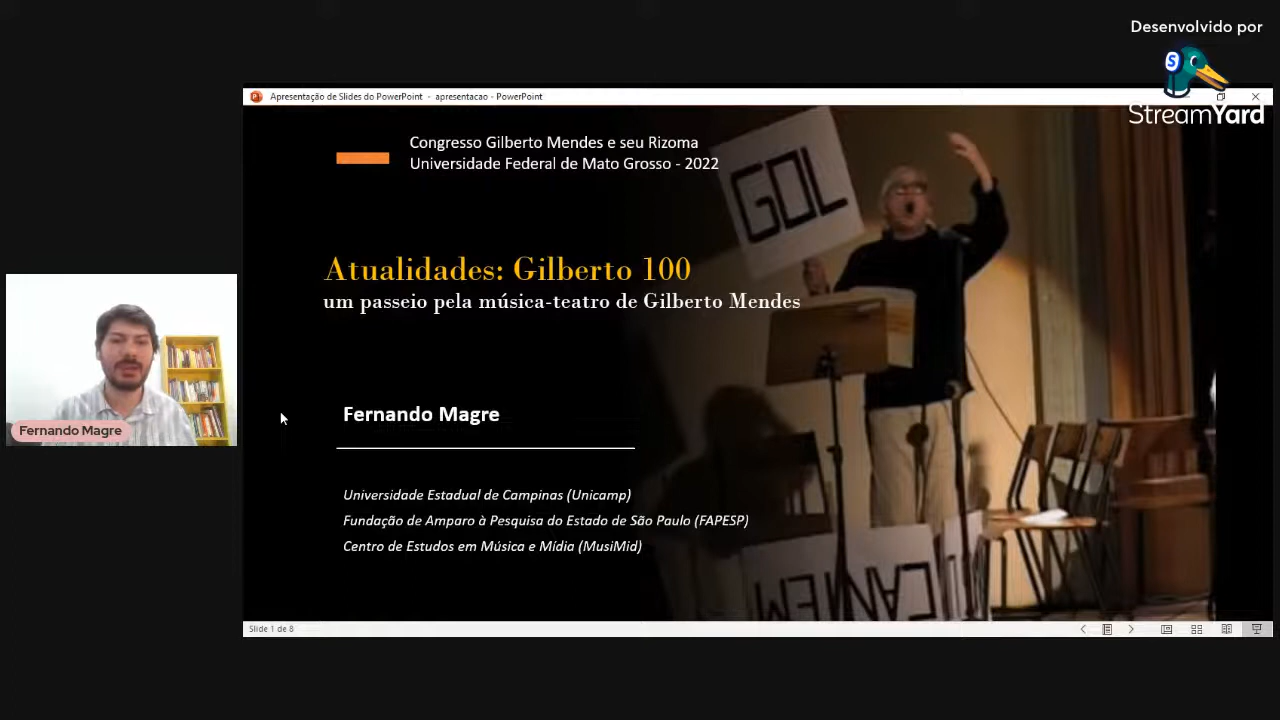 Desenvolvido por
StreamYard
Apresentação de Slides do PowerPoint - apresentacao - PowerPoint
Congresso Gilberto Mendes e seu Rizoma
Universidade Federal de Mato Grosso - 2022
GOL
Atualidades: Gilberto 100
um passeio pela música-teatro de Gilberto Mendes
Fernando Magre
Fernando Magre
Universidade Estadual de Campinas (Unicamp)
Fundação de Amparo à Pesquisa do Estado de São Paulo (FAPESP)
Centro de Estudos em Música e Mídia (MusiMid)
CANTEM
Slide 1 de 8